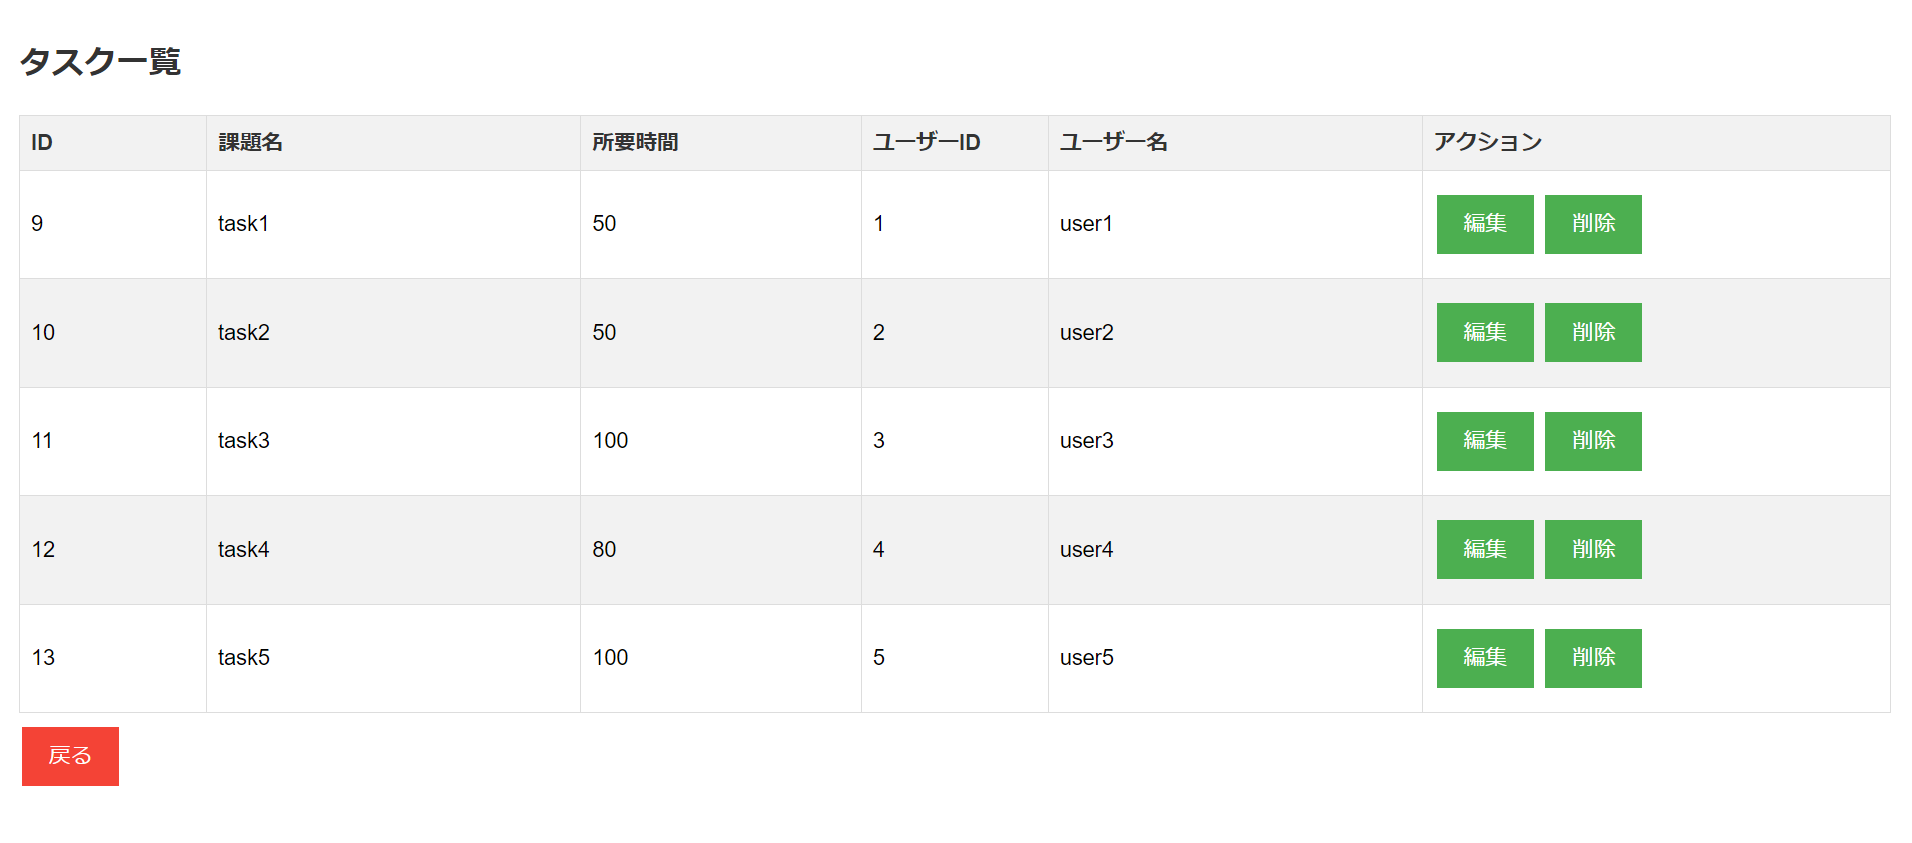 タスク一覧
ID 課題名 所要時間 ユーザーID ユーザー名 アクション
9 task1 50 1 user1 編集 削除
10 task2 50 2 user2 編集 削除
11 task3 100 3 user3 編集 削除
12 task4 80 4 user4 編集 削除
13 task5 100 5 user5 編集 削除
戻る